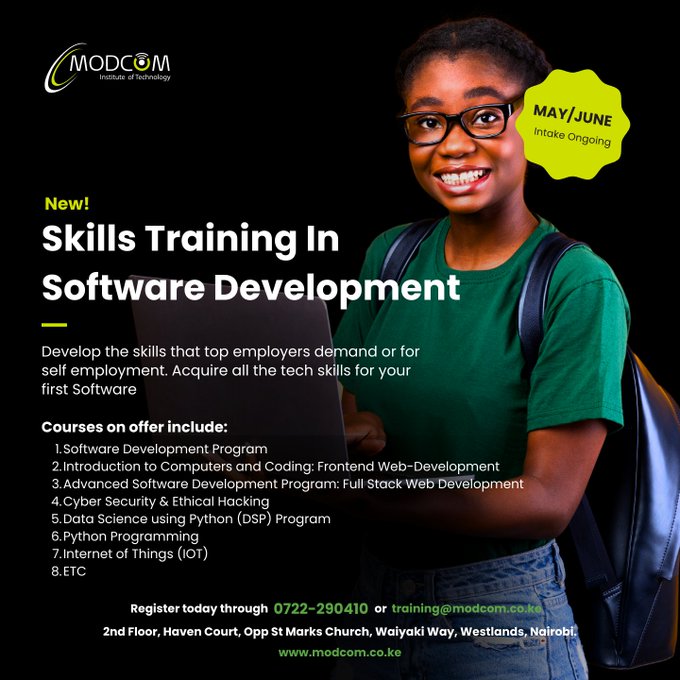 MODCOM
Institute of Technology
MAY/JUNE
Intake Ongoing
New!
Skills Training In
Software Development
Develop the skills that top employers demand or for
self employment. Acquire all the tech skills for your
first Software
Courses on offer include:
1. Software Development Program
2. Introduction to Computers and Coding: Frontend Web-Development
3. Advanced Software Development Program: Full Stack Web Development
4. Cyber Security & Ethical Hacking
5. Data Science using Python (DSP) Program
6. Python Programming
7. Internet of Things (IOT)
8. ETC
Register today through 0722-290410 or training@modcom.co.ke
2nd Floor, Haven Court, Opp St Marks Church, Waiyaki Way, Westlands, Nairobi.
www.modcom.co.ke